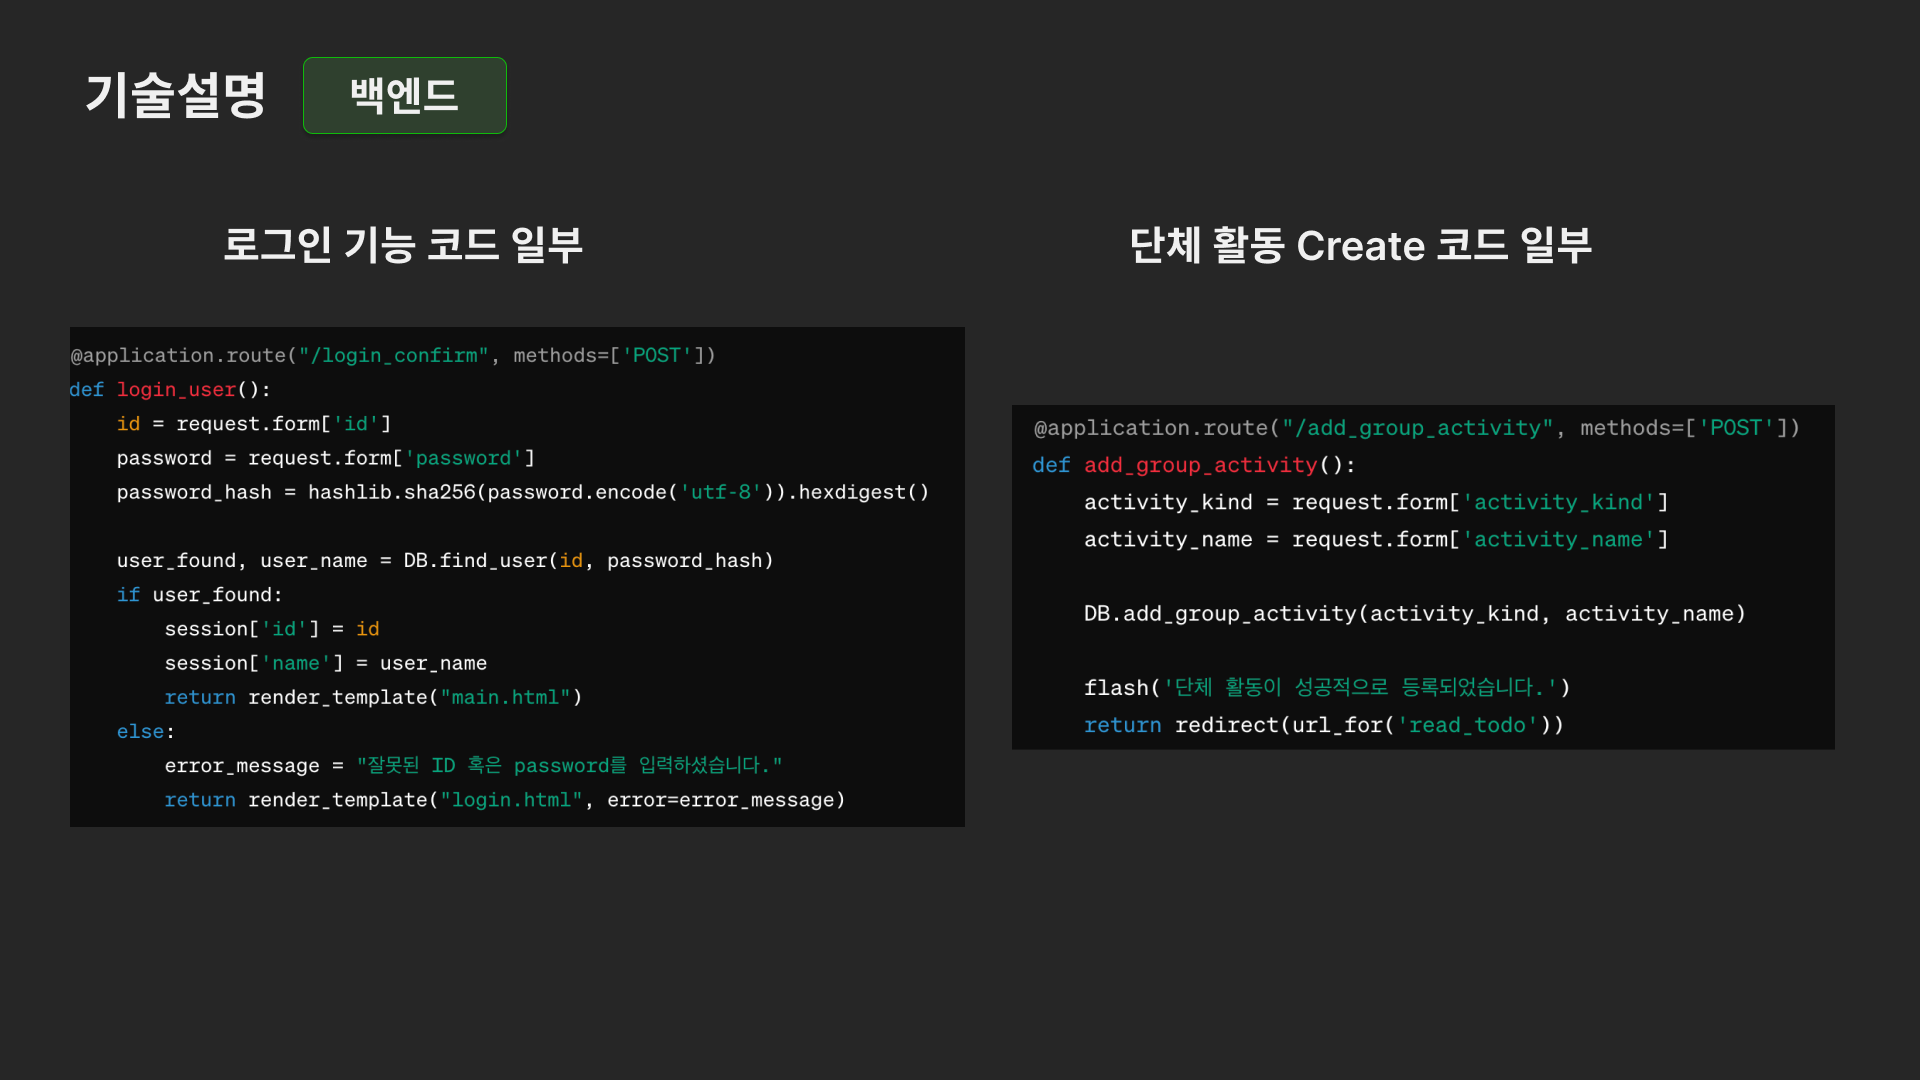 기술설명
백엔드
로그인 기능 코드 일부
@application.route("/login_confirm", methods=['POST'])
def login_user():
    id = request.form['id']
    password = request.form['password']
    password_hash = hashlib.sha256(password.encode('utf-8')).hexdigest()
    user_found, user_name = DB.find_user(id, password_hash)
    if user_found:
        session['id'] = id
        session['name'] = user_name
        return render_template("main.html")
    else:
        error_message = "잘못된 ID 혹은 password를 입력하셨습니다."
        return render_template("login.html", error=error_message)
단체 활동 Create 코드 일부
@application.route("/add_group_activity", methods=['POST'])
def add_group_activity():
    activity_kind = request.form['activity_kind']
    activity_name = request.form['activity_name']
    DB.add_group_activity(activity_kind, activity_name)
    flash('단체 활동이 성공적으로 등록되었습니다.')
    return redirect(url_for('read_todo'))